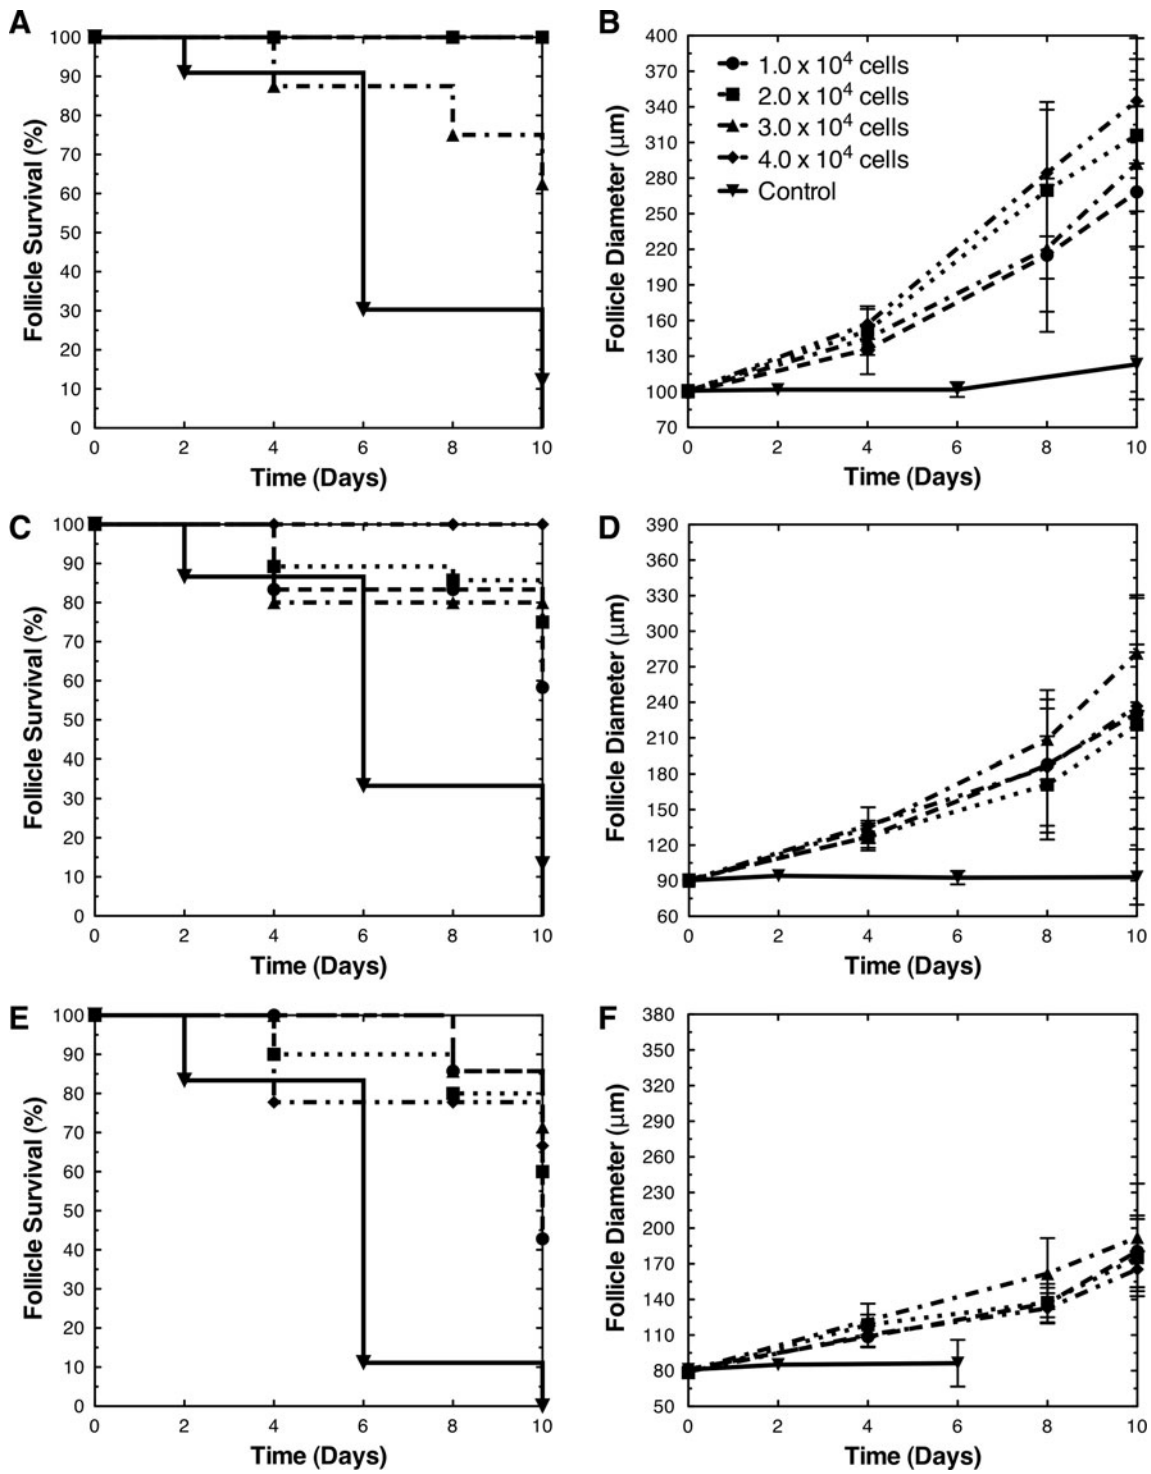 A
100
90
80
70
60
50
40
30
20
10
0
Follicle Survival (%)
0 2 4 6 8 10
Time (Days)
B
400
370
340
310
280
250
220
190
160
130
100
70
Follicle Diameter (μm)
1.0 x 10⁴ cells
2.0 x 10⁴ cells
3.0 x 10⁴ cells
4.0 x 10⁴ cells
Control
0 2 4 6 8 10
Time (Days)
C
100
90
80
70
60
50
40
30
20
10
0
Follicle Survival (%)
0 2 4 6 8 10
Time (Days)
D
390
360
330
300
270
240
210
180
150
120
90
60
Follicle Diameter (μm)
0 2 4 6 8 10
Time (Days)
E
100
90
80
70
60
50
40
30
20
10
0
Follicle Survival (%)
0 2 4 6 8 10
Time (Days)
F
380
350
320
290
260
230
200
170
140
110
80
50
Follicle Diameter (μm)
0 2 4 6 8 10
Time (Days)